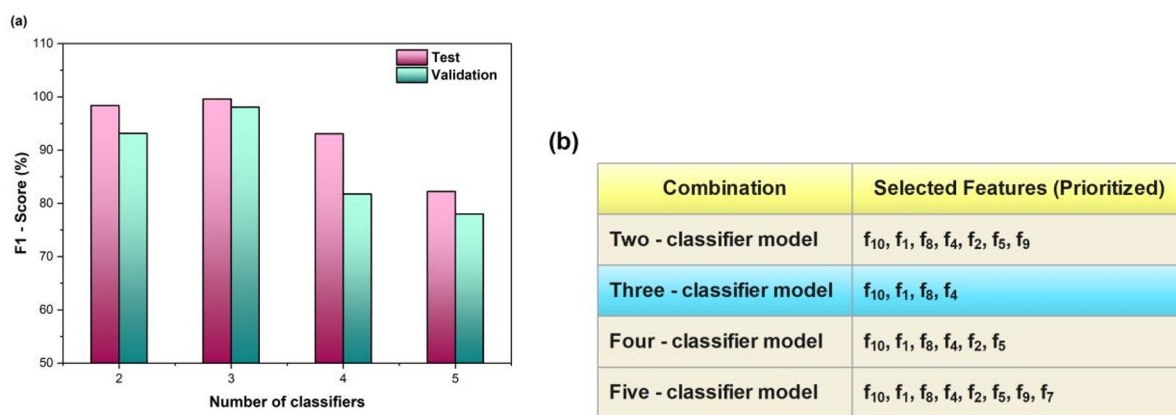 (a)
110
100
90
80
70
60
50
F1 - Score (%)
Test
Validation
2 3 4 5
Number of classifiers
(b)
Combination Selected Features (Prioritized)
Two - classifier model f10, f1, f8, f4, f2, f5, f9
Three - classifier model f10, f1, f8, f4
Four - classifier model f10, f1, f8, f4, f2, f5
Five - classifier model f10, f1, f8, f4, f2, f5, f9, f7